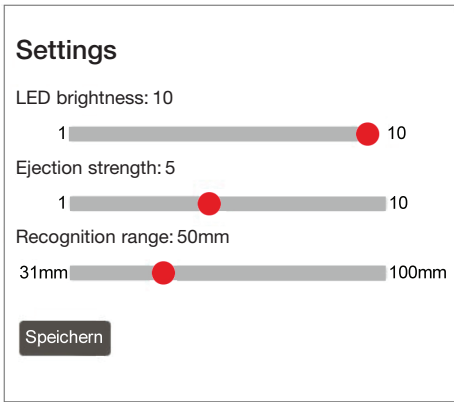 Settings
LED brightness: 10
1 10
Ejection strength: 5
1 10
Recognition range: 50mm
31mm 100mm
Speichern